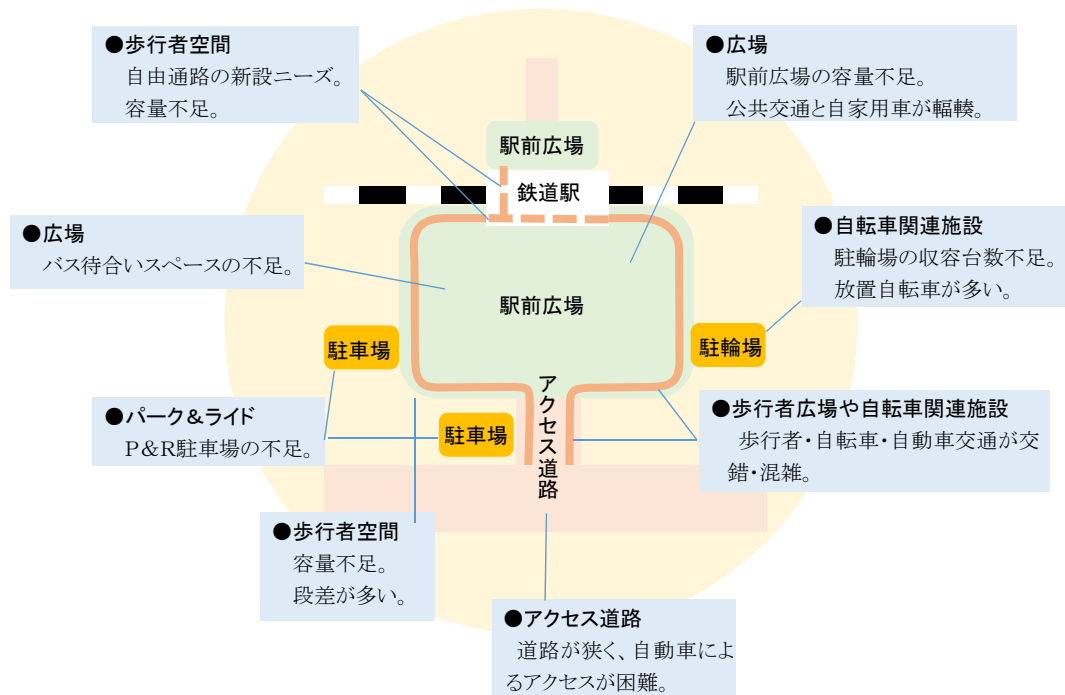 ●歩行者空間
自由通路の新設ニーズ。
容量不足。
●広場
駅前広場の容量不足。
公共交通と自家用車が輻輳。
駅前広場
鉄道駅
●広場
バス待合いスペースの不足。
●自転車関連施設
駐輪場の収容台数不足。
放置自転車が多い。
駅前広場
駐車場
駐輪場
アクセス道路
●パーク&ライド
P&R駐車場の不足。
駐車場
●歩行者広場や自転車関連施設
歩行者・自転車・自動車交通が交
錯・混雑。
●歩行者空間
容量不足。
段差が多い。
●アクセス道路
道路が狭く、自動車によ
るアクセスが困難。